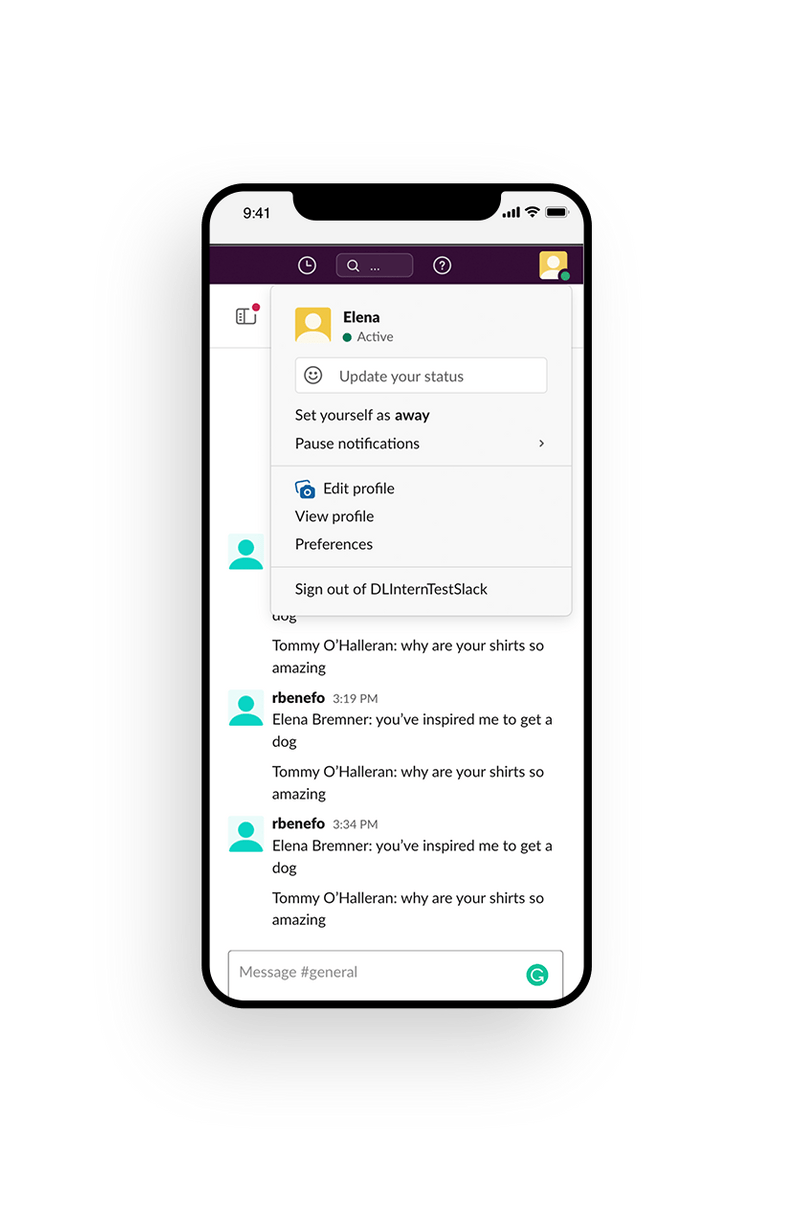 9:41
...
Elena
Active
Update your status
Set yourself as away
Pause notifications
Edit profile
View profile
Preferences
Sign out of DLInternTestSlack
dog
Tommy O'Halleran: why are your shirts so
amazing
rbenefo 3:19 PM
Elena Bremner: you've inspired me to get a
dog
Tommy O'Halleran: why are your shirts so
amazing
rbenefo 3:34 PM
Elena Bremner: you've inspired me to get a
dog
Tommy O'Halleran: why are your shirts so
amazing
Message #general